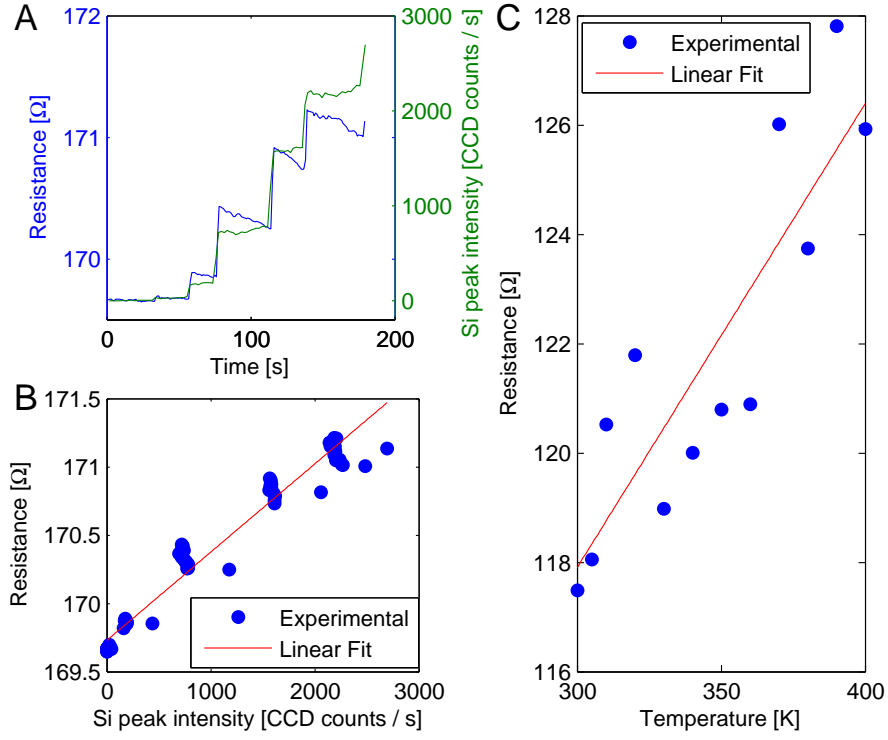 A
172
171
170
Resistance [Ω]
3000
2000
1000
0
Si peak intensity [CCD counts / s]
0
100
200
Time [s]
B
171.5
171
170.5
170
169.5
Resistance [Ω]
Experimental
Linear Fit
0
1000
2000
3000
Si peak intensity [CCD counts / s]
C
128
126
124
122
120
118
116
Resistance [Ω]
Experimental
Linear Fit
300
350
400
Temperature [K]